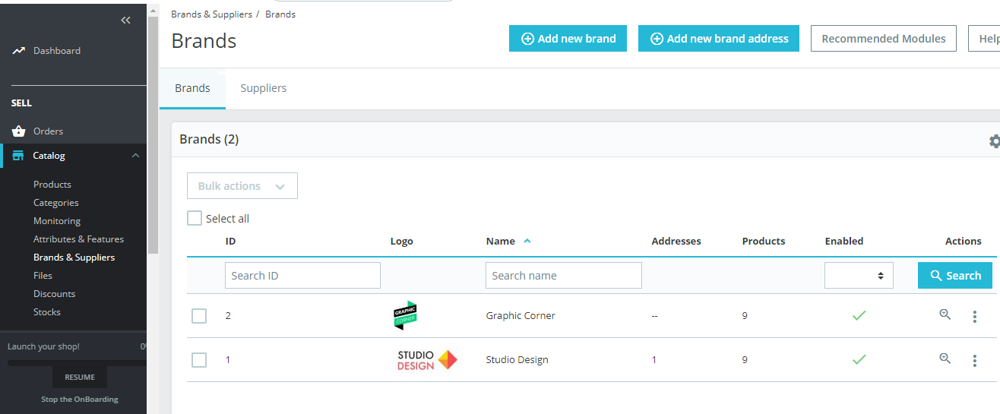 Brands & Suppliers / Brands
Brands
Add new brand
Add new brand address
Recommended Modules
Help
Dashboard
SELL
Orders
Catalog
Products
Categories
Monitoring
Attributes & Features
Brands & Suppliers
Files
Discounts
Stocks
Launch your shop! 0%
RESUME
Stop the OnBoarding
Brands Suppliers
Brands (2)
Bulk actions
Select all
ID Logo Name Addresses Products Enabled Actions
Search ID Search name Search
2 GRAPHIC CORNER Graphic Corner -- 9
1 STUDIO DESIGN Studio Design 1 9